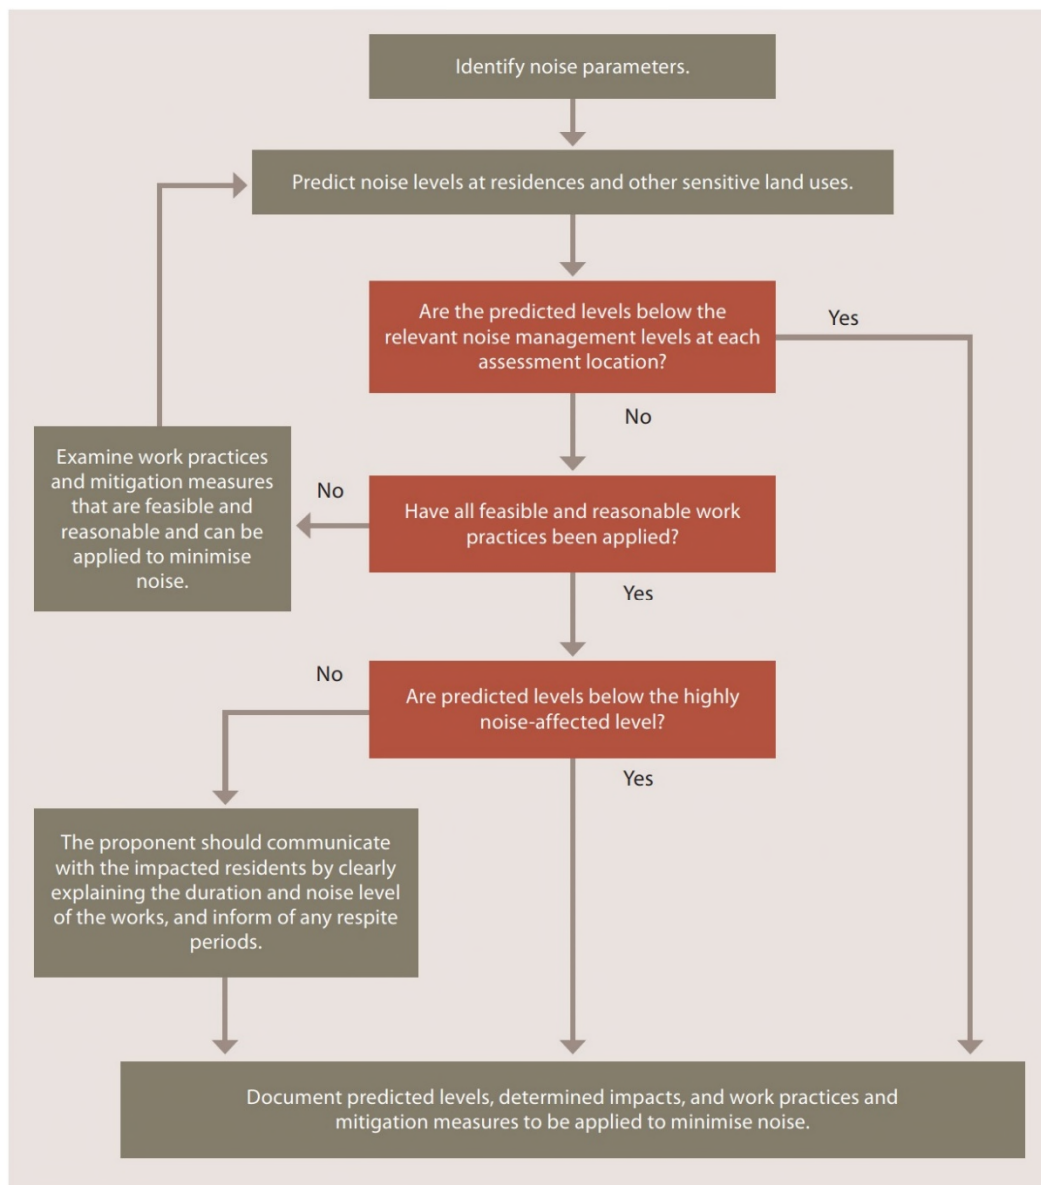 Identify noise parameters.
Predict noise levels at residences and other sensitive land uses.
Are the predicted levels below the
relevant noise management levels at each
assessment location?
Yes
No
Examine work practices
and mitigation measures
that are feasible and
reasonable and can be
applied to minimise
noise.
No
Have all feasible and reasonable work
practices been applied?
Yes
No
Are predicted levels below the highly
noise-affected level?
Yes
The proponent should communicate
with the impacted residents by clearly
explaining the duration and noise level
of the works, and inform of any respite
periods.
Document predicted levels, determined impacts, and work practices and
mitigation measures to be applied to minimise noise.